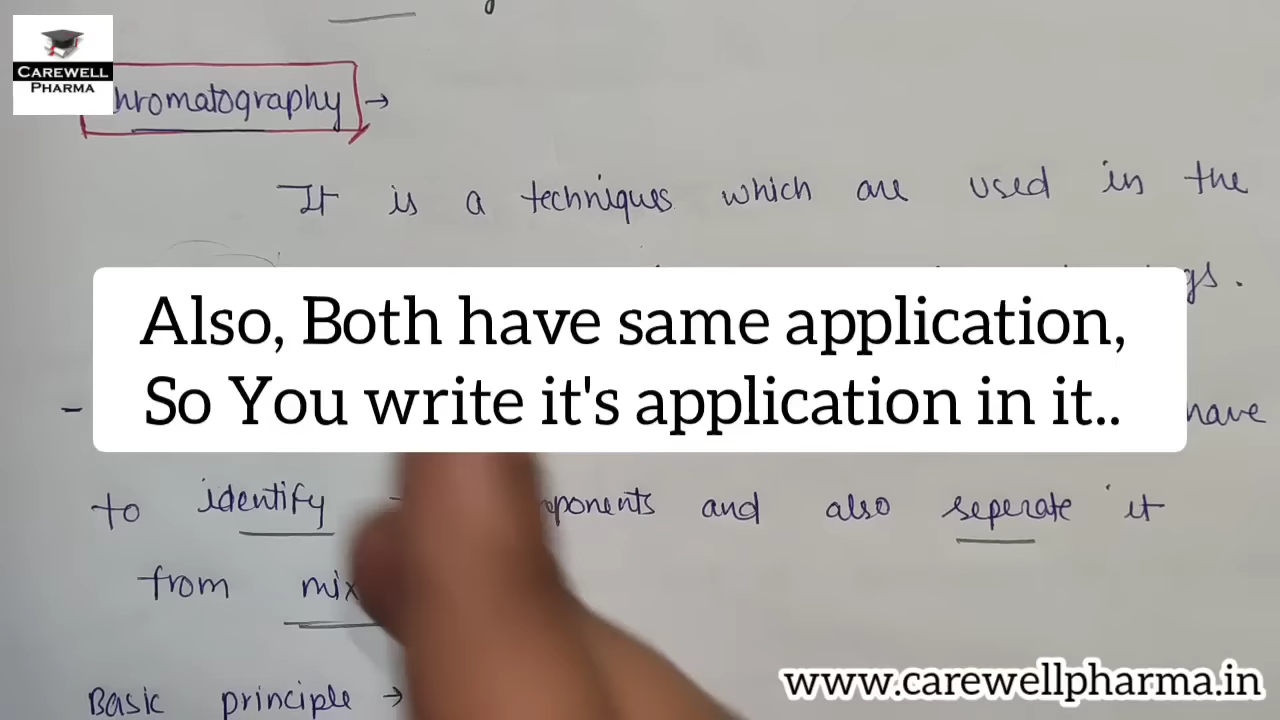 CAREWELL
PHARMA
hromatography →
It is a techniques which are used in the
gs.
Also, Both have same application,
So You write it's application in it..
- have
to identify ponents and also seperate it
from mix
Basic principle →
www.carewellpharma.in